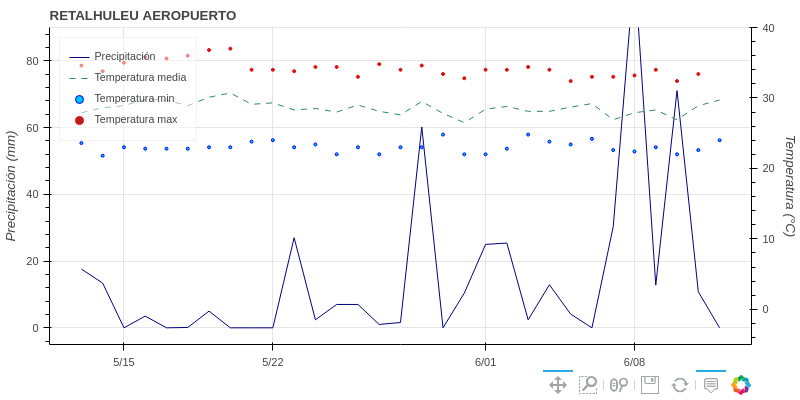 RETALHULEU AEROPUERTO
Precipitación
Temperatura media
Temperatura min
Temperatura max
80
60
40
20
0
Precipitación (mm)
40
30
20
10
0
Temperatura (°C)
5/15
5/22
6/01
6/08